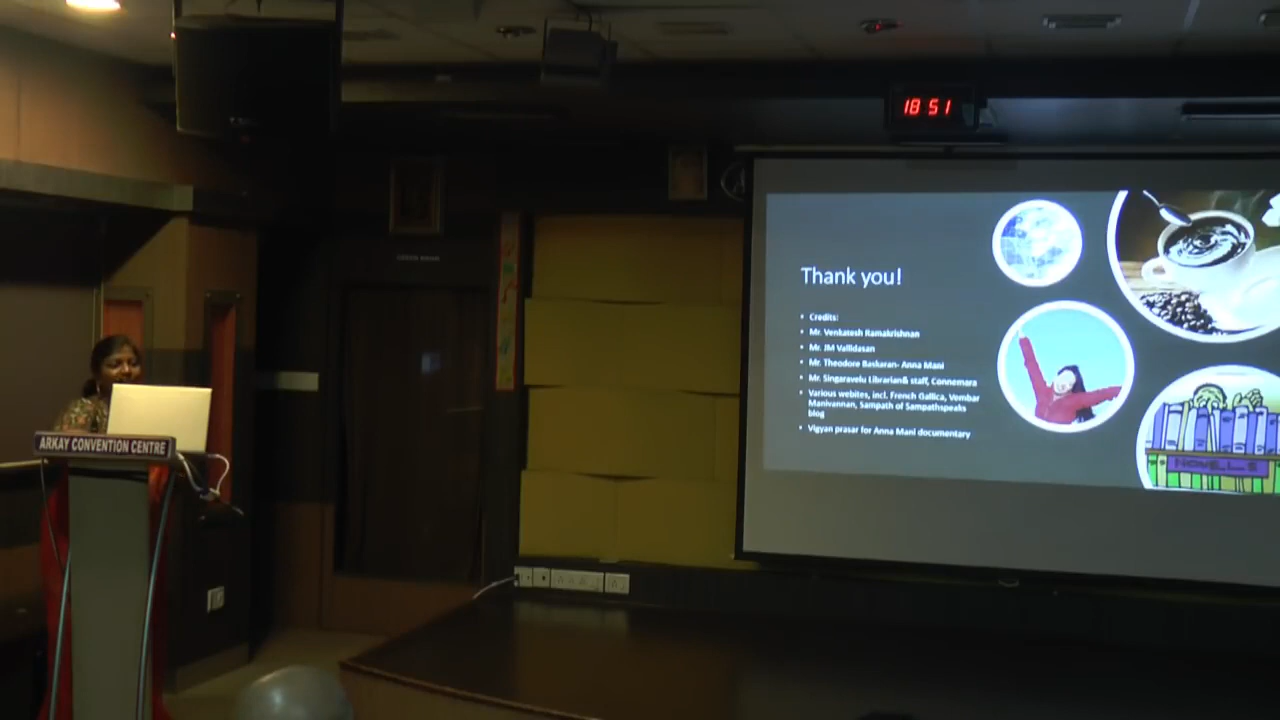 18 51
Thank you!
• Credits:
• Mr. Venkatesh Ramakrishnan
• Mr. JM Vallidasan
• Mr. Theodore Baskaran- Anna Mani
• Mr. Singaravelu Librarian& staff, Connemara
• Various webites, incl. French Gallica, Vembar
Manivannan, Sampath of Sampathspeaks
blog
• Vigyan prasar for Anna Mani documentary
ARKAY CONVENTION CENTRE